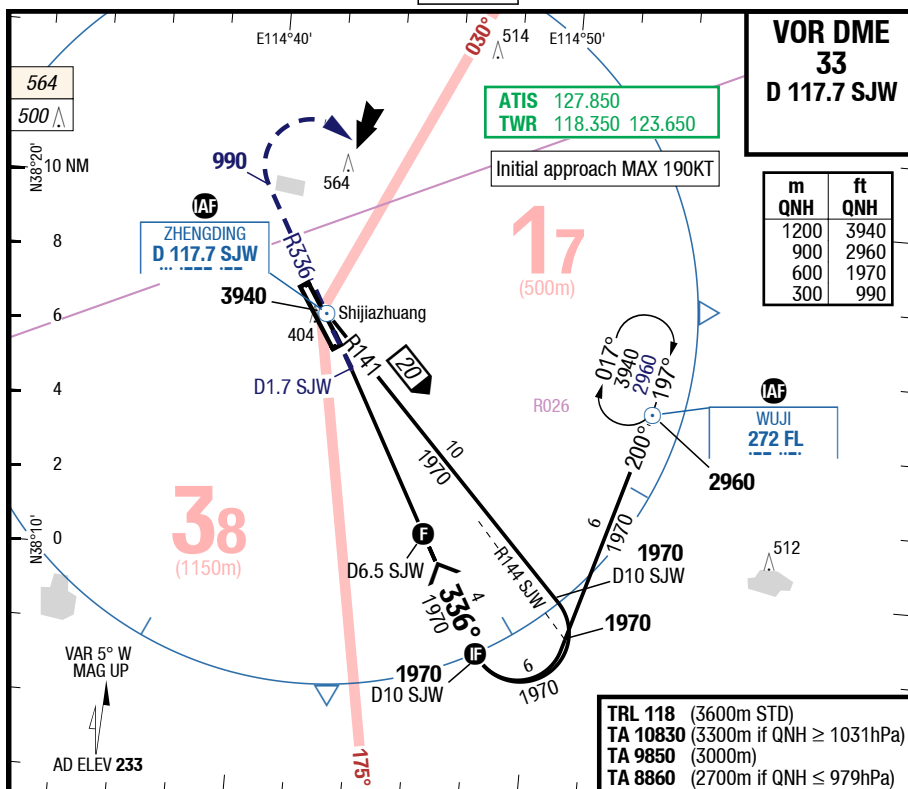 VOR DME
33
D 117.7 SJW
E114°40'
E114°50'
030°
514
564
500
ATIS 127.850
TWR 118.350 123.650
Initial approach MAX 190KT
N38°20'
10 NM
990
564
m ft
QNH QNH
1200 3940
900 2960
600 1970
300 990
IAF
ZHENGDING
D 117.7 SJW
8
R336
17
(500m)
3940
6
Shijiazhuang
404
R141
20
D1.7 SJW
4
017°
3940
2960
197°
R026
IAF
WUJI
272 FL
200°
2960
10
1970
2
38
(1150m)
6
1970
N38°10'
0
F
D6.5 SJW
R144 SJW
1970
D10 SJW
512
336°
4
1970
1970
1970
D10 SJW
IF
6
1970
VAR 5° W
MAG UP
AD ELEV 233
175°
TRL 118 (3600m STD)
TA 10830 (3300m if QNH ≥ 1031hPa)
TA 9850 (3000m)
TA 8860 (2700m if QNH ≤ 979hPa)